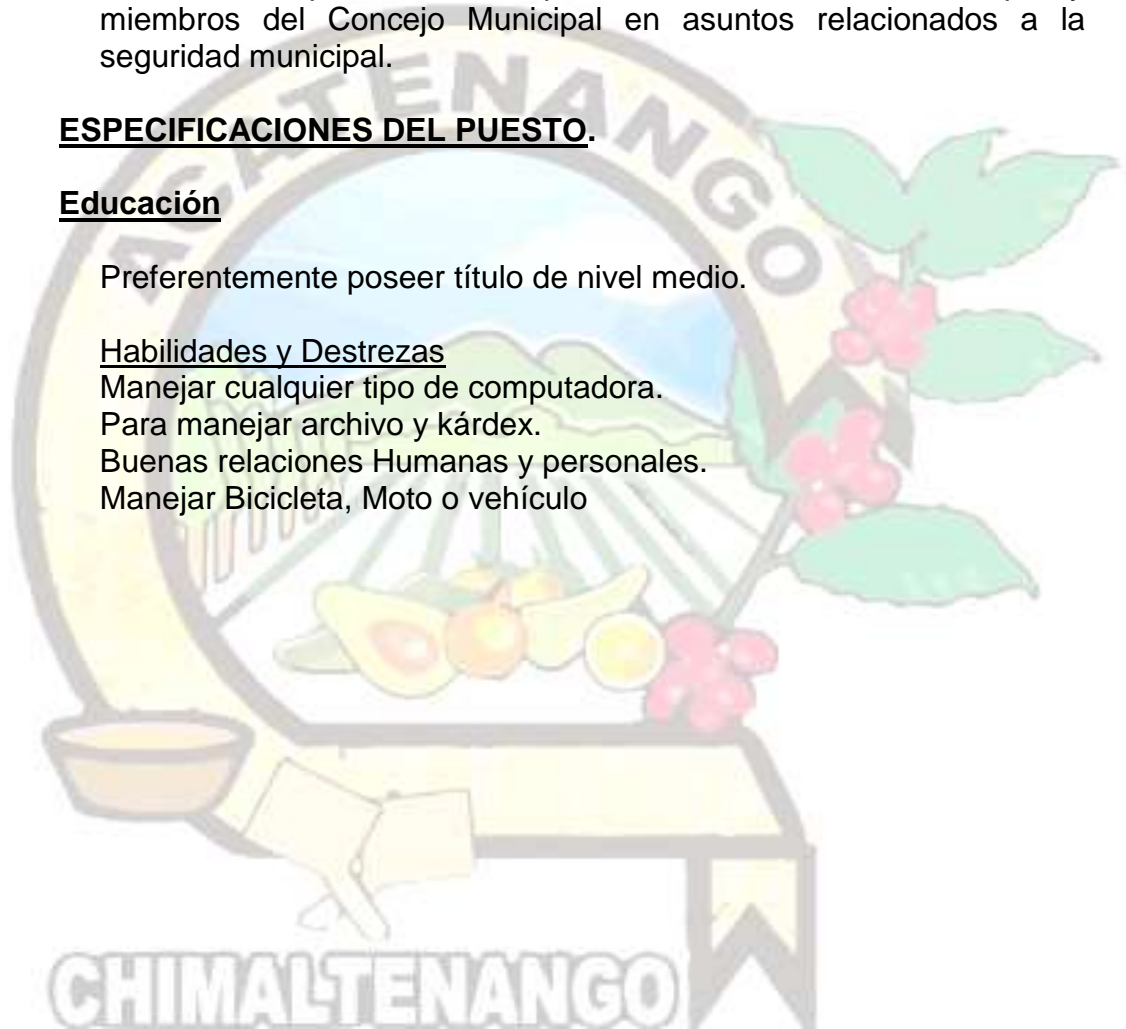 miembros del Concejo Municipal en asuntos relacionados a la
seguridad municipal.
ESPECIFICACIONES DEL PUESTO.
Educación
Preferentemente poseer título de nivel medio.
Habilidades y Destrezas
Manejar cualquier tipo de computadora.
Para manejar archivo y kárdex.
Buenas relaciones Humanas y personales.
Manejar Bicicleta, Moto o vehículo
ACATENANGO
CHIMALTENANGO